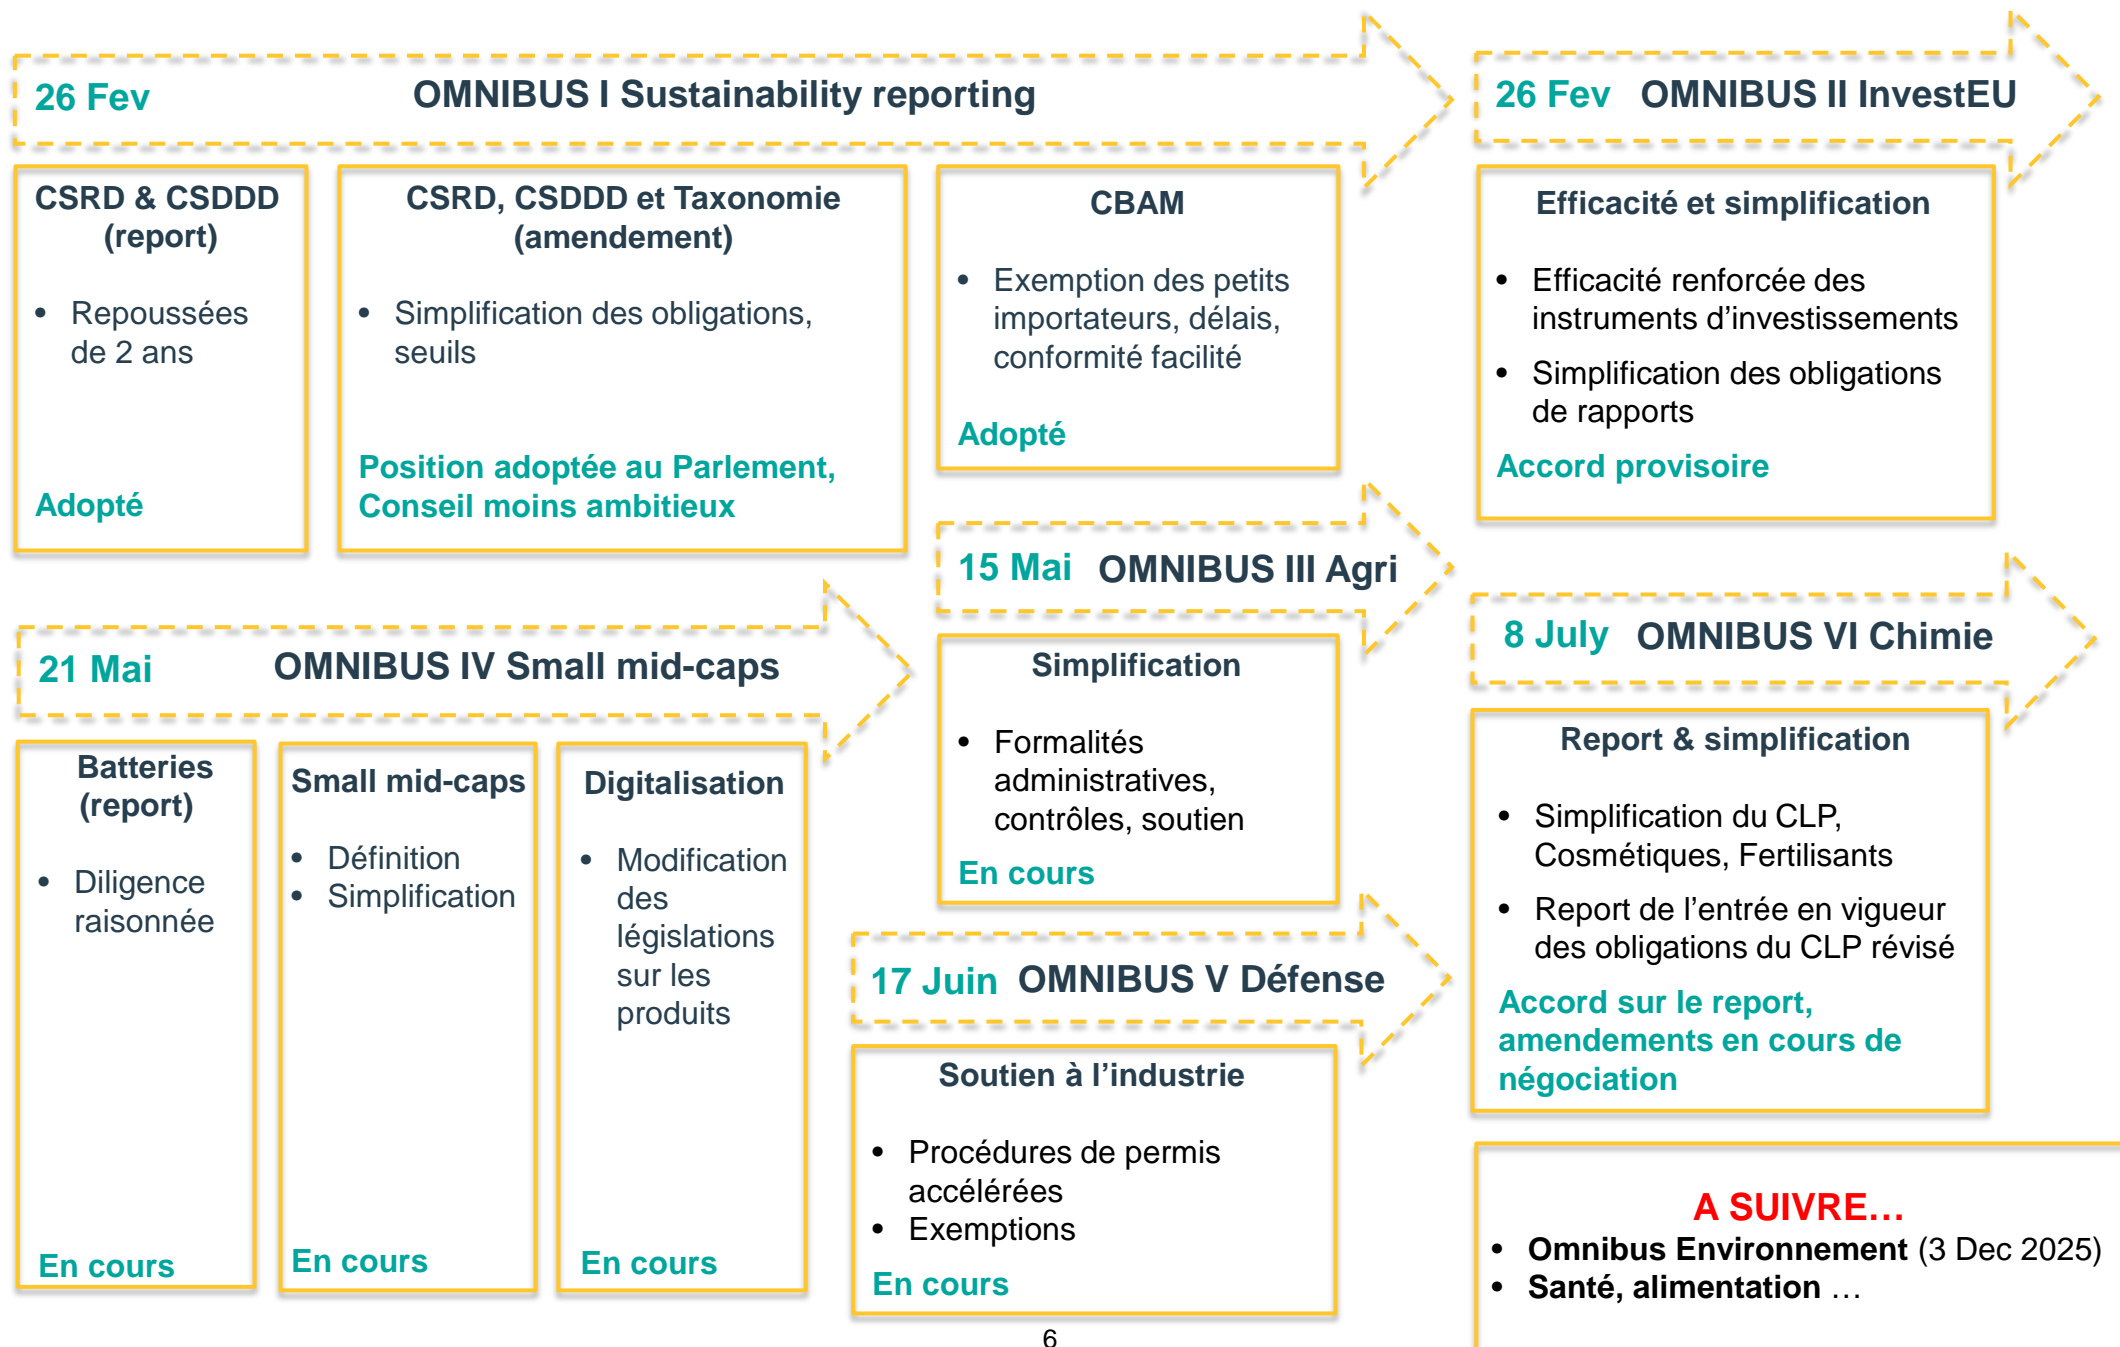 26 Fev OMNIBUS I Sustainability reporting
CSRD & CSDDD
(report)
• Repoussées
de 2 ans
Adopté
CSRD, CSDDD et Taxonomie
(amendement)
• Simplification des obligations,
seuils
Position adoptée au Parlement,
Conseil moins ambitieux
CBAM
• Exemption des petits
importateurs, délais,
conformité facilité
Adopté
26 Fev OMNIBUS II InvestEU
Efficacité et simplification
• Efficacité renforcée des
instruments d’investissements
• Simplification des obligations
de rapports
Accord provisoire
15 Mai OMNIBUS III Agri
Simplification
• Formalités
administratives,
contrôles, soutien
En cours
21 Mai OMNIBUS IV Small mid-caps
Batteries
(report)
• Diligence
raisonnée
En cours
Small mid-caps
• Définition
• Simplification
En cours
Digitalisation
• Modification
des
législations
sur les
produits
En cours
17 Juin OMNIBUS V Défense
Soutien à l’industrie
• Procédures de permis
accélérées
• Exemptions
En cours
8 July OMNIBUS VI Chimie
Report & simplification
• Simplification du CLP,
Cosmétiques, Fertilisants
• Report de l’entrée en vigueur
des obligations du CLP révisé
Accord sur le report,
amendements en cours de
négociation
A SUIVRE…
• Omnibus Environnement (3 Dec 2025)
• Santé, alimentation …
6